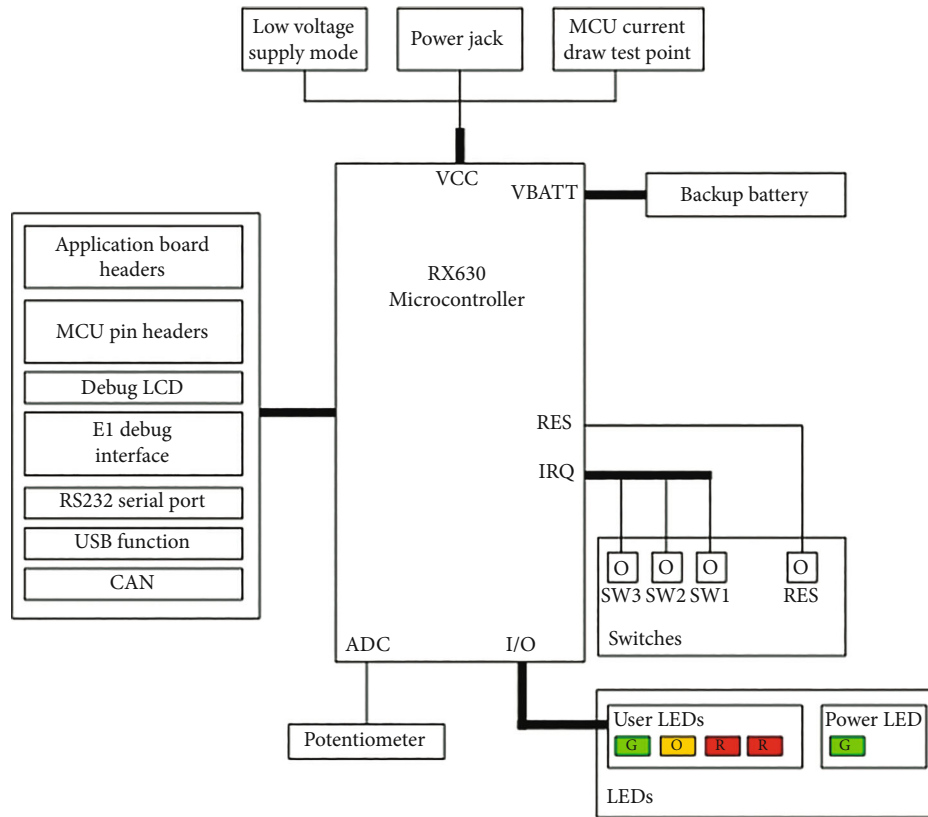 Low voltage
supply mode
Power jack
MCU current
draw test point
VCC
VBATT
Backup battery
RX630
Microcontroller
Application board
headers
MCU pin headers
Debug LCD
E1 debug
interface
RS232 serial port
USB function
CAN
RES
IRQ
O O O O
SW3 SW2 SW1 RES
Switches
ADC
I/O
Potentiometer
User LEDs
G O R R
Power LED
G
LEDs